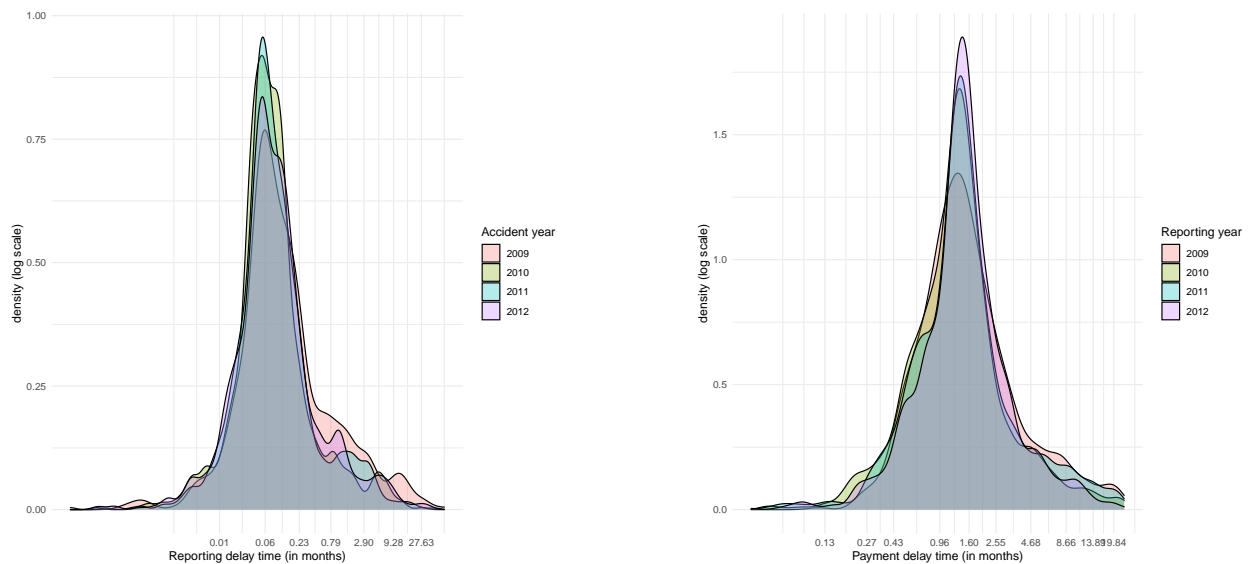 1.00
0.75
0.50
0.25
0.00
density (log scale)
0.01 0.06 0.23 0.79 2.90 9.28 27.63
Reporting delay time (in months)
Accident year
2009
2010
2011
2012
1.5
1.0
0.5
0.0
density (log scale)
0.13 0.27 0.43 0.96 1.60 2.55 4.68 8.66 13.89 19.84
Payment delay time (in months)
Reporting year
2009
2010
2011
2012